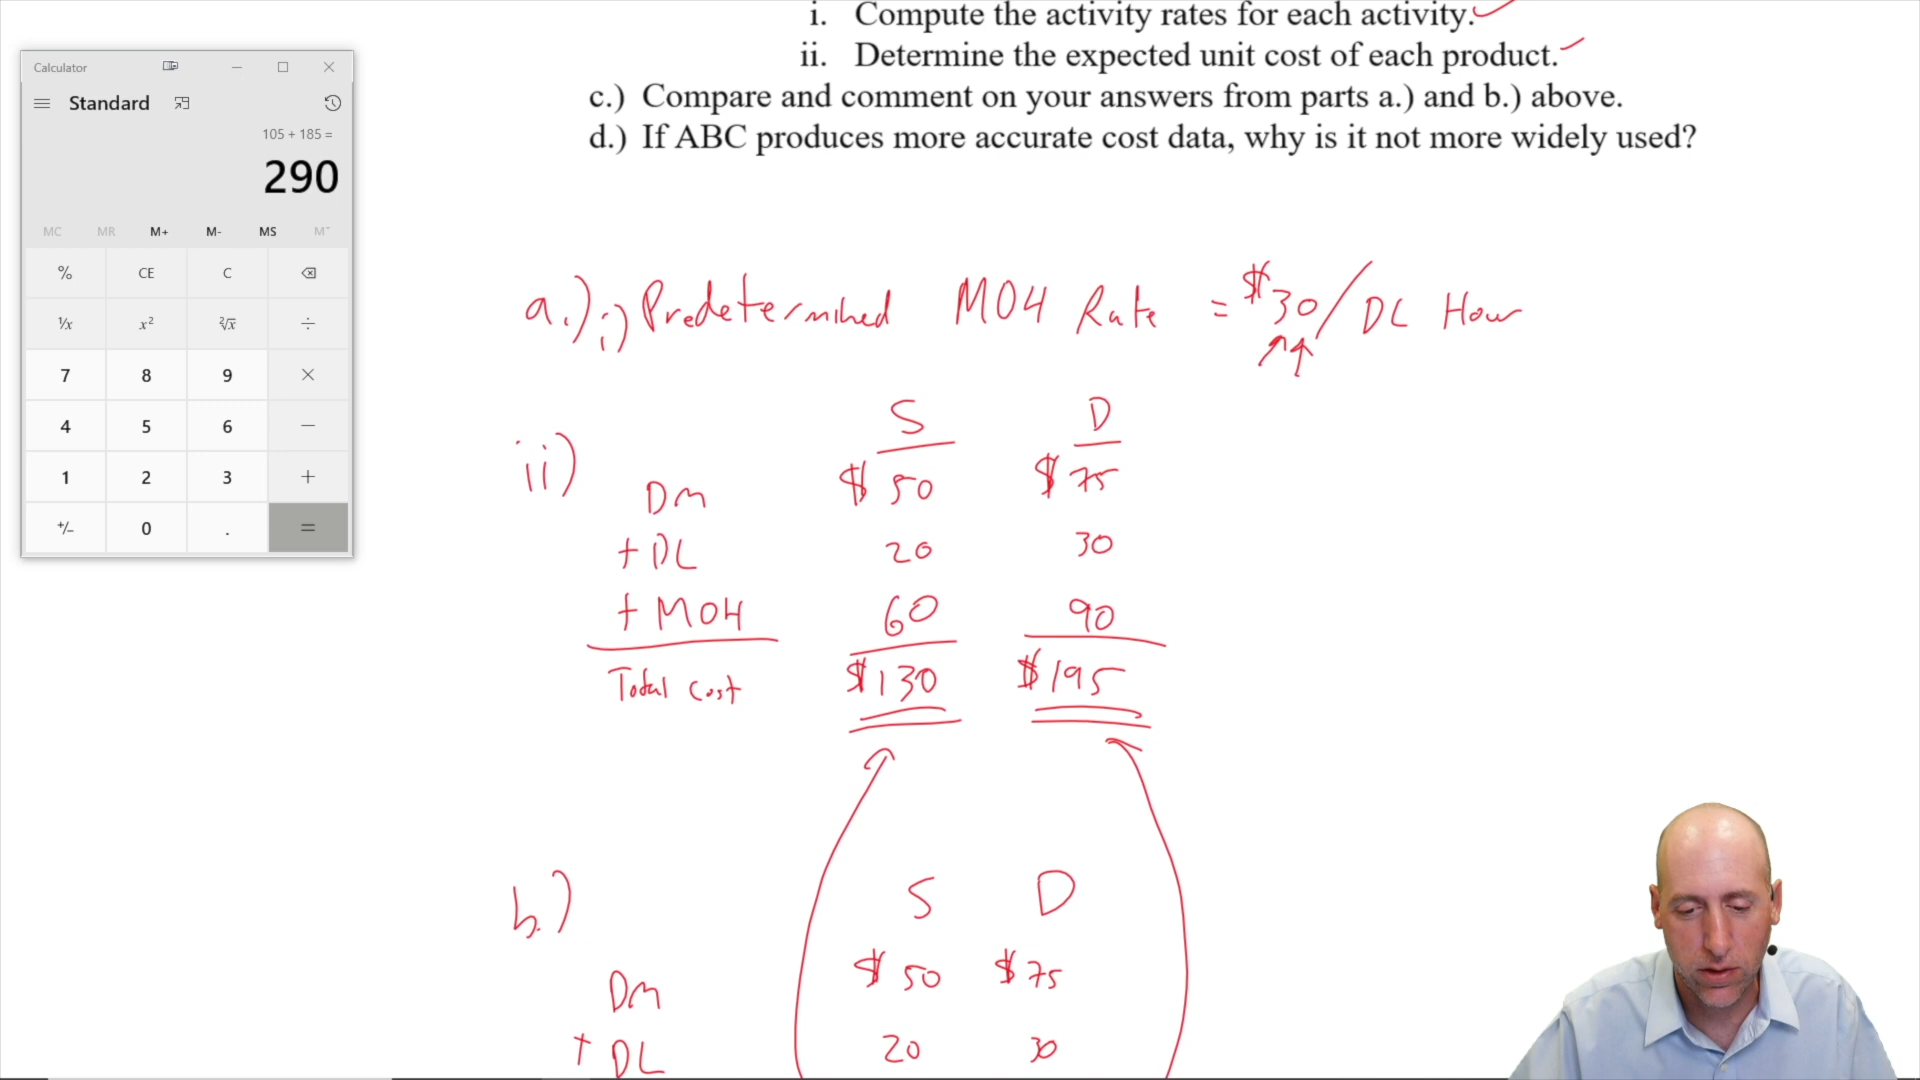 i. Compute the activity rates for each activity.
ii. Determine the expected unit cost of each product.
c.) Compare and comment on your answers from parts a.) and b.) above.
d.) If ABC produces more accurate cost data, why is it not more widely used?
Calculator
Standard
105 + 185 =
290
MC MR M+ M- MS M˅
% CE C
¹/x x² ²√x ÷
7 8 9 ×
4 5 6 −
1 2 3 +
+/− 0 . =
a.) i) Predetermined MOH Rate = $30/DL Hour
ii) S D
DM $50 $75
+ DL 20 30
+ MOH 60 90
Total Cost $130 $195
b.) S D
DM $50 $75
+ DL 20 30